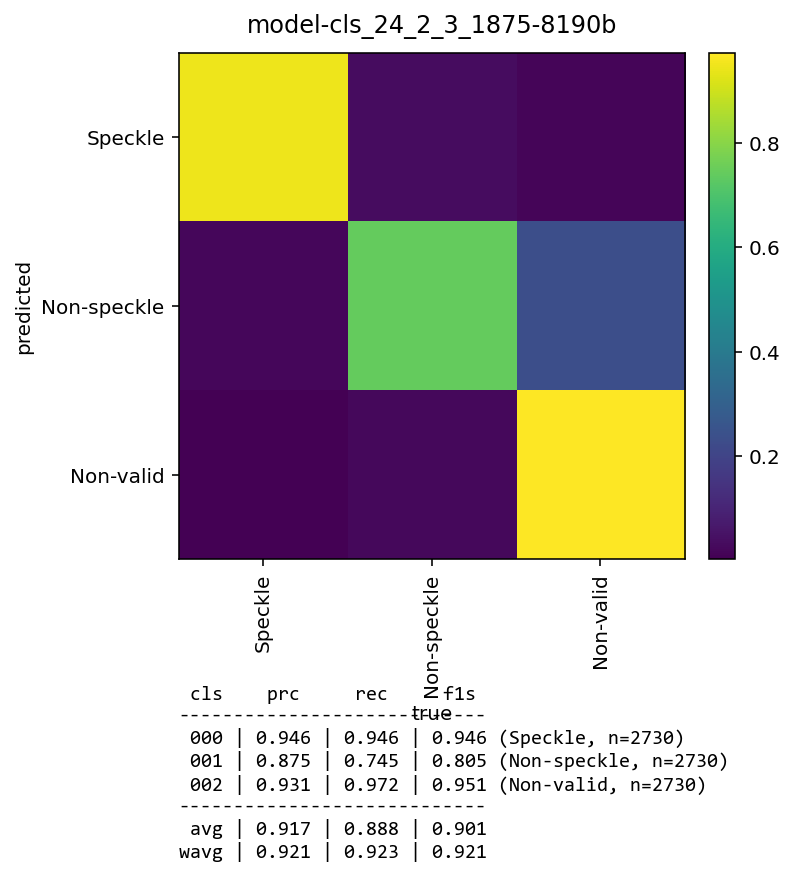 model-cls_24_2_3_1875-8190b
predicted
Speckle
Non-speckle
Non-valid
0.8
0.6
0.4
0.2
Speckle
Non-speckle
Non-valid
true
cls prc rec f1s
----------------------------
000 | 0.946 | 0.946 | 0.946 (Speckle, n=2730)
001 | 0.875 | 0.745 | 0.805 (Non-speckle, n=2730)
002 | 0.931 | 0.972 | 0.951 (Non-valid, n=2730)
----------------------------
avg | 0.917 | 0.888 | 0.901
wavg | 0.921 | 0.923 | 0.921